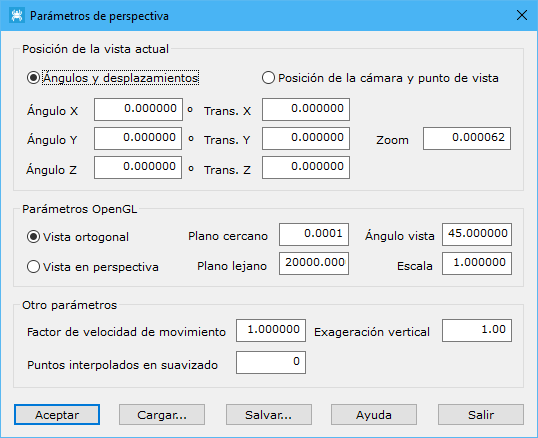 Parámetros de perspectiva
Posición de la vista actual
Ángulos y desplazamientos Posición de la cámara y punto de vista
Ángulo X 0.000000 º Trans. X 0.000000
Ángulo Y 0.000000 º Trans. Y 0.000000 Zoom 0.000062
Ángulo Z 0.000000 º Trans. Z 0.000000
Parámetros OpenGL
Vista ortogonal Plano cercano 0.0001 Ángulo vista 45.000000
Vista en perspectiva Plano lejano 20000.000 Escala 1.000000
Otro parámetros
Factor de velocidad de movimiento 1.000000 Exageración vertical 1.00
Puntos interpolados en suavizado 0
Aceptar Cargar... Salvar... Ayuda Salir